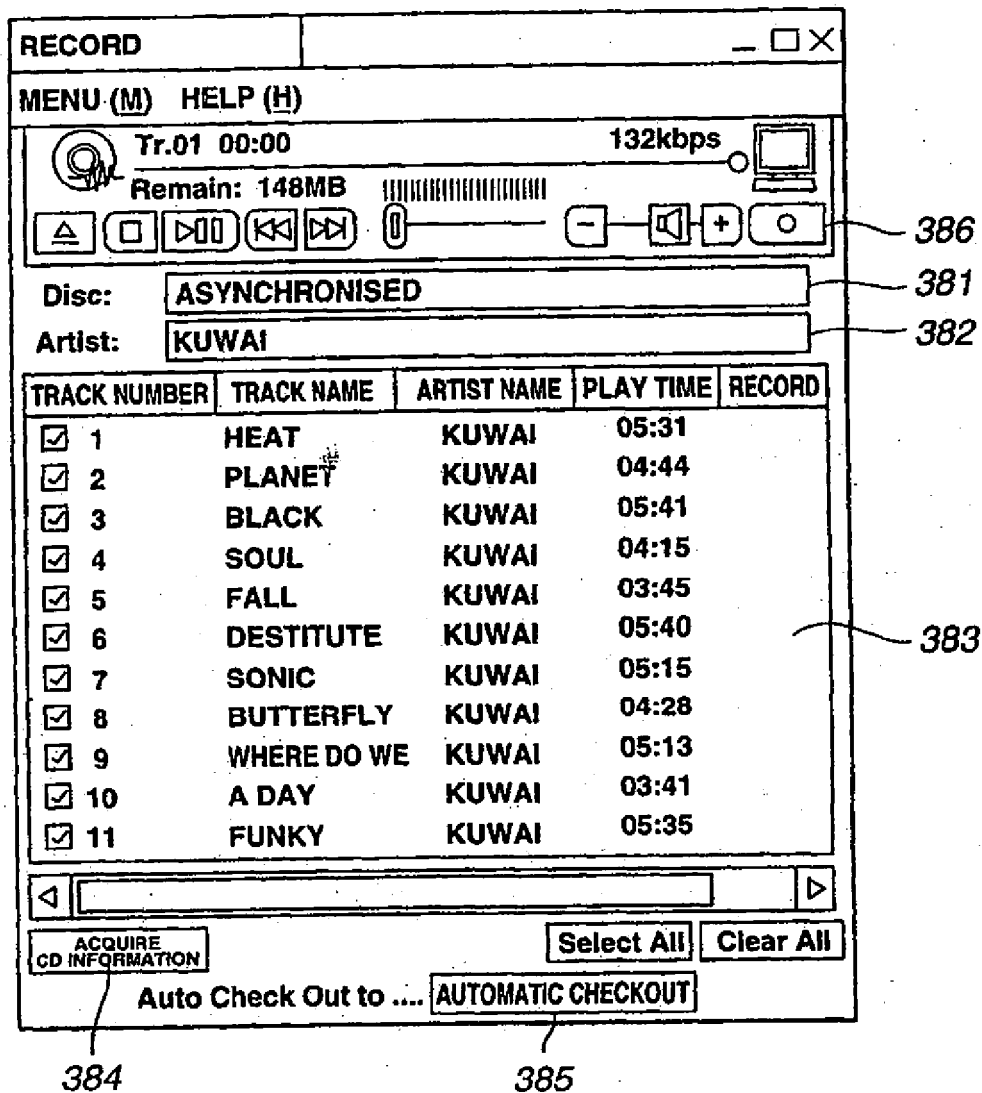 RECORD
MENU (M) HELP (H)
Tr.01 00:00 132kbps
Remain: 148MB
- +
386
Disc: ASYNCHRONISED 381
Artist: KUWAI 382
TRACK NUMBER TRACK NAME ARTIST NAME PLAY TIME RECORD
1 HEAT KUWAI 05:31
2 PLANET KUWAI 04:44
3 BLACK KUWAI 05:41
4 SOUL KUWAI 04:15
5 FALL KUWAI 03:45
6 DESTITUTE KUWAI 05:40
383
7 SONIC KUWAI 05:15
8 BUTTERFLY KUWAI 04:28
9 WHERE DO WE KUWAI 05:13
10 A DAY KUWAI 03:41
11 FUNKY KUWAI 05:35
ACQUIRE
CD INFORMATION
Select All Clear All
Auto Check Out to .... AUTOMATIC CHECKOUT
384 385